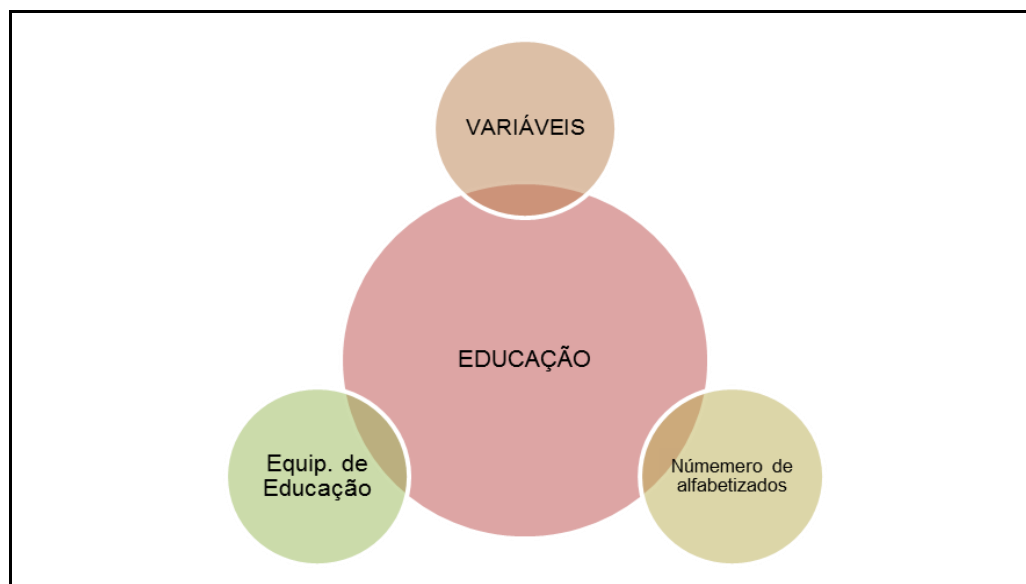 VARIÁVEIS
EDUCAÇÃO
Equip. de
Educação
Númemero de
alfabetizados